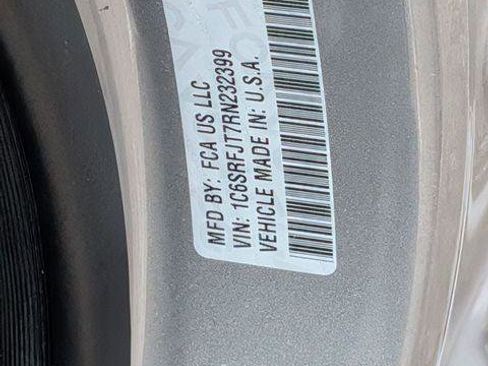 MFD BY: FCA US LLC
VIN: 1C6SRFJT7RN232399
VEHICLE MADE IN: U.S.A.